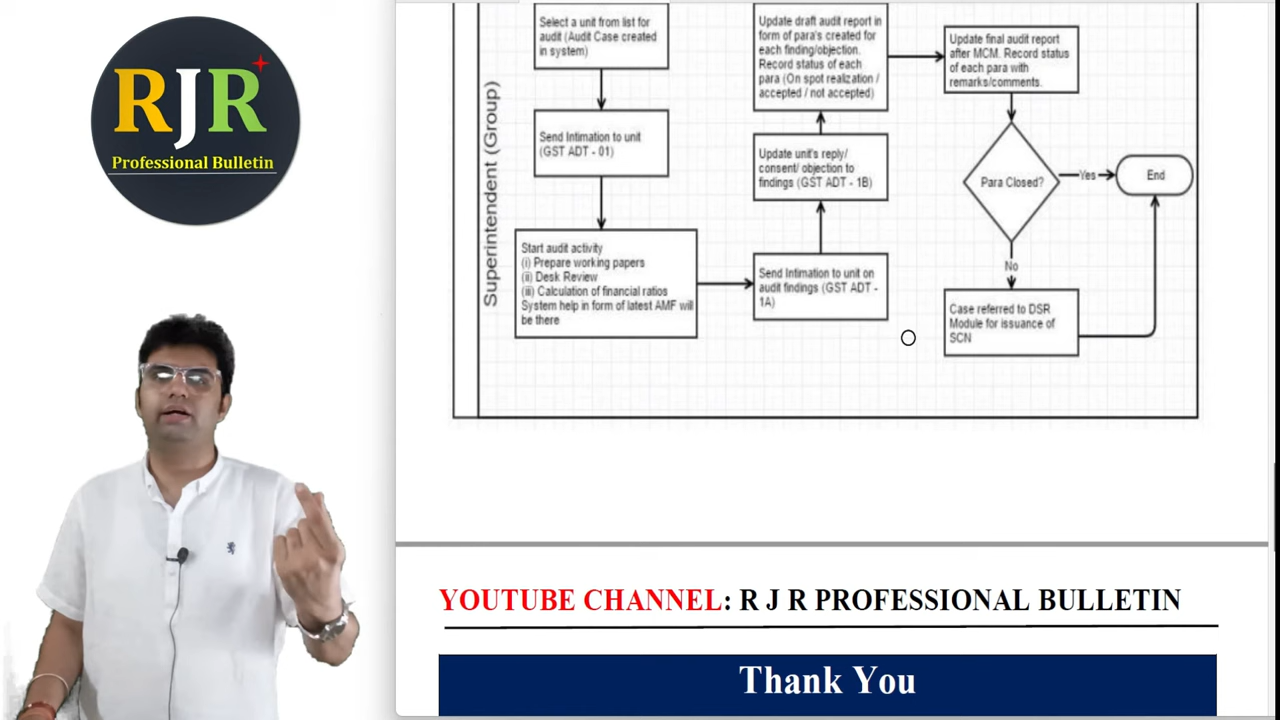 RJR
Professional Bulletin
Superintendent (Group)
Select a unit from list for
audit (Audit Case created
in system)
Send Intimation to unit
(GST ADT - 01)
Start audit activity
(i) Prepare working papers
(ii) Desk Review
(iii) Calculation of financial ratios
System help in form of latest AMF will
be there
Send Intimation to unit on
audit findings (GST ADT -
1A)
Update unit's reply/
consent/ objection to
findings (GST ADT - 1B)
Update draft audit report in
form of para's created for
each finding/objection.
Record status of each
para (On spot realization /
accepted / not accepted)
Update final audit report
after MCM. Record status
of each para with
remarks/comments.
Para Closed?
Yes
End
No
Case referred to DSR
Module for issuance of
SCN
YOUTUBE CHANNEL: R J R PROFESSIONAL BULLETIN
Thank You